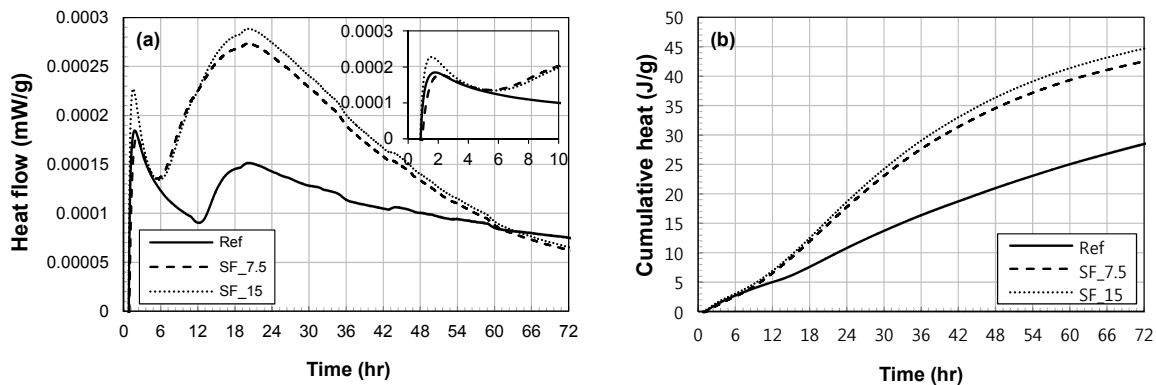 (a)
Heat flow (mW/g)
0.0003
0.00025
0.0002
0.00015
0.0001
0.00005
0
0 6 12 18 24 30 36 42 48 54 60 66 72
Time (hr)
Ref
SF_7.5
SF_15
0.0003
0.0002
0.0001
0
0 2 4 6 8 10
(b)
Cumulative heat (J/g)
50
45
40
35
30
25
20
15
10
5
0
0 6 12 18 24 30 36 42 48 54 60 66 72
Time (hr)
Ref
SF_7.5
SF_15